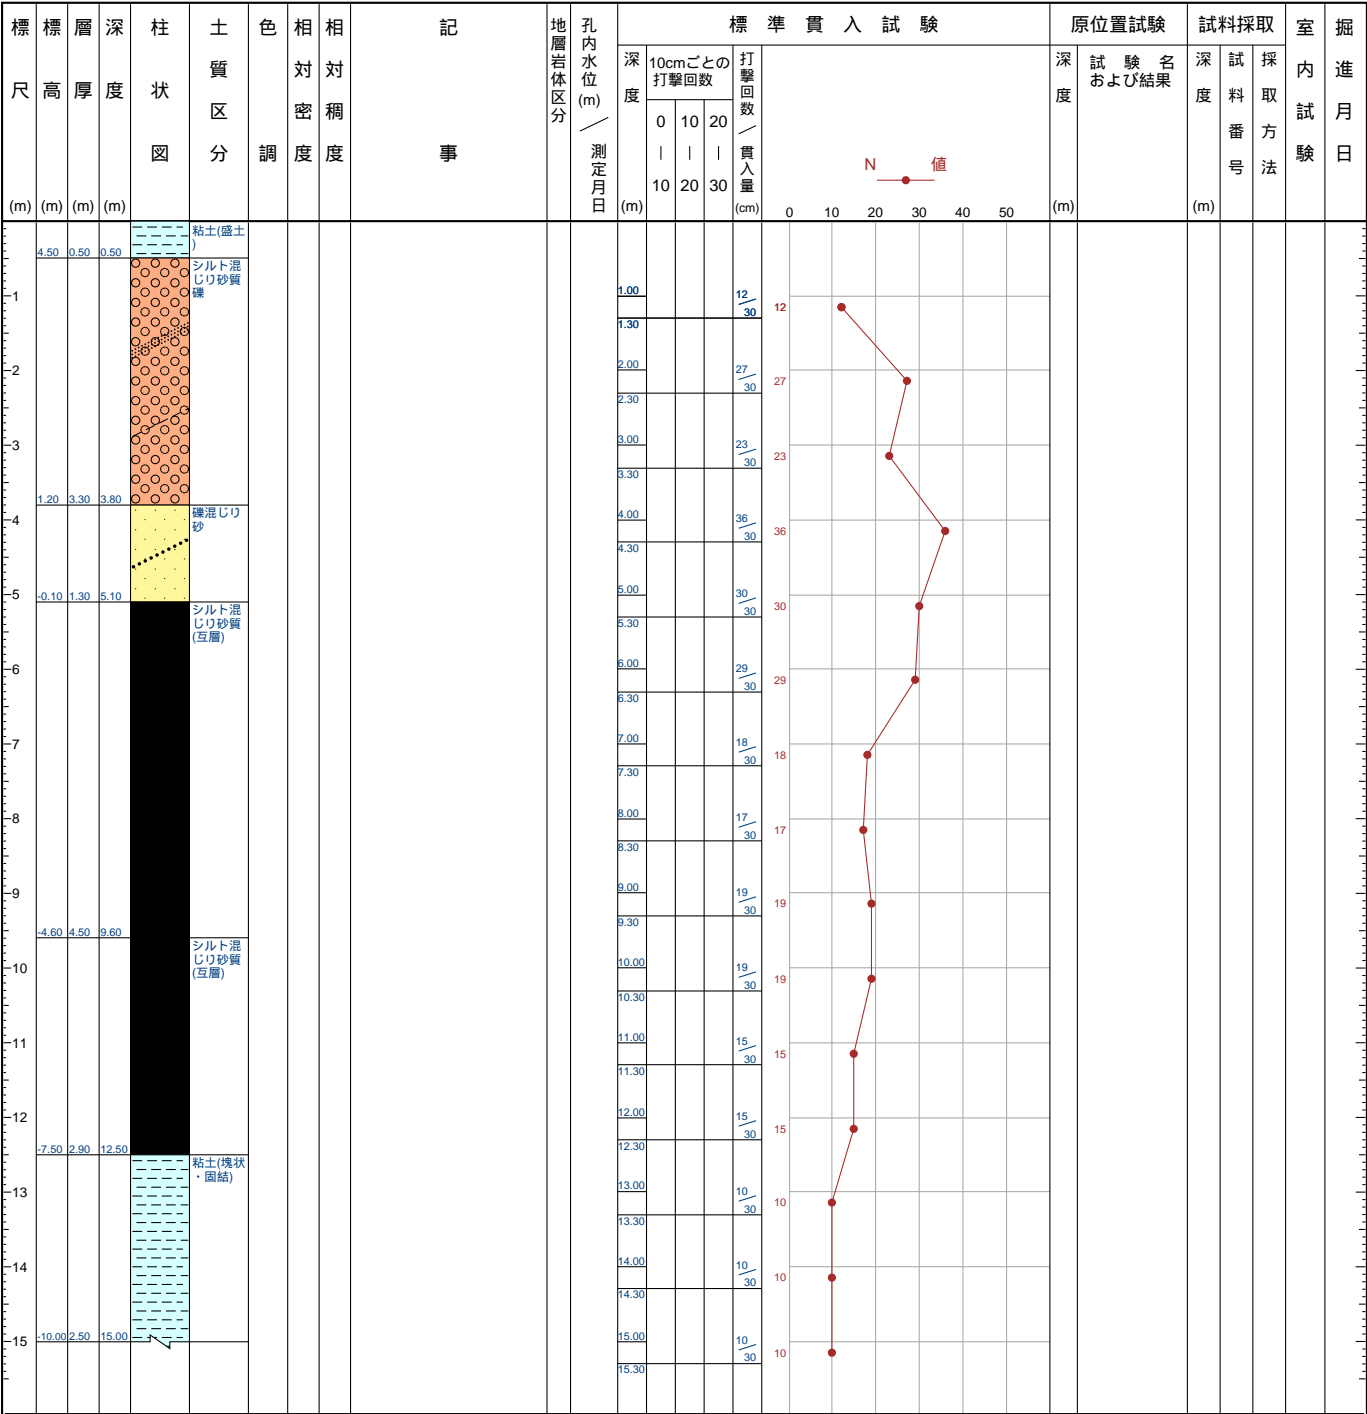 標尺 (m)
標高 (m)
層厚 (m)
深度 (m)
柱状図
土質区分
色調
相対密度
相対稠度
記事
地層岩体区分
孔内水位(m)／測定月日
標準貫入試験
深度 (m)
10cmごとの
打撃回数
0 10 20
| | |
10 20 30
打撃回数／貫入量 (cm)
N 値
0 10 20 30 40 50
原位置試験
深度 (m)
試験名
および結果
試料採取
深度 (m)
試料番号
採取方法
室内試験
掘進月日
粘土(盛土
)
4.50 0.50 0.50
シルト混
じり砂質
礫
1 1.00 12/30 12
1.30
2 2.00 27/30 27
2.30
3 3.00 23/30 23
3.30
1.20 3.30 3.80
礫混じり
砂
4 4.00 36/30 36
4.30
5 5.00 30/30 30
-0.10 1.30 5.10
シルト混
じり砂質
(互層)
5.30
6 6.00 29/30 29
6.30
7 7.00 18/30 18
7.30
8 8.00 17/30 17
8.30
9 9.00 19/30 19
9.30
-4.60 4.50 9.60
シルト混
じり砂質
(互層)
10 10.00 19/30 19
10.30
11 11.00 15/30 15
11.30
12 12.00 15/30 15
12.30
-7.50 2.90 12.50
粘土(塊状
・固結)
13 13.00 10/30 10
13.30
14 14.00 10/30 10
14.30
15 -10.00 2.50 15.00 15.00 10/30 10
15.30